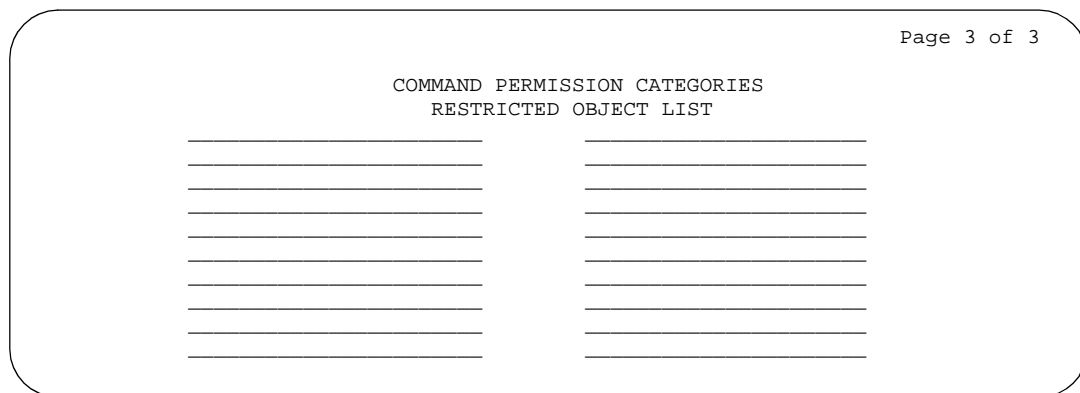 Page 3 of 3
COMMAND PERMISSION CATEGORIES
RESTRICTED OBJECT LIST